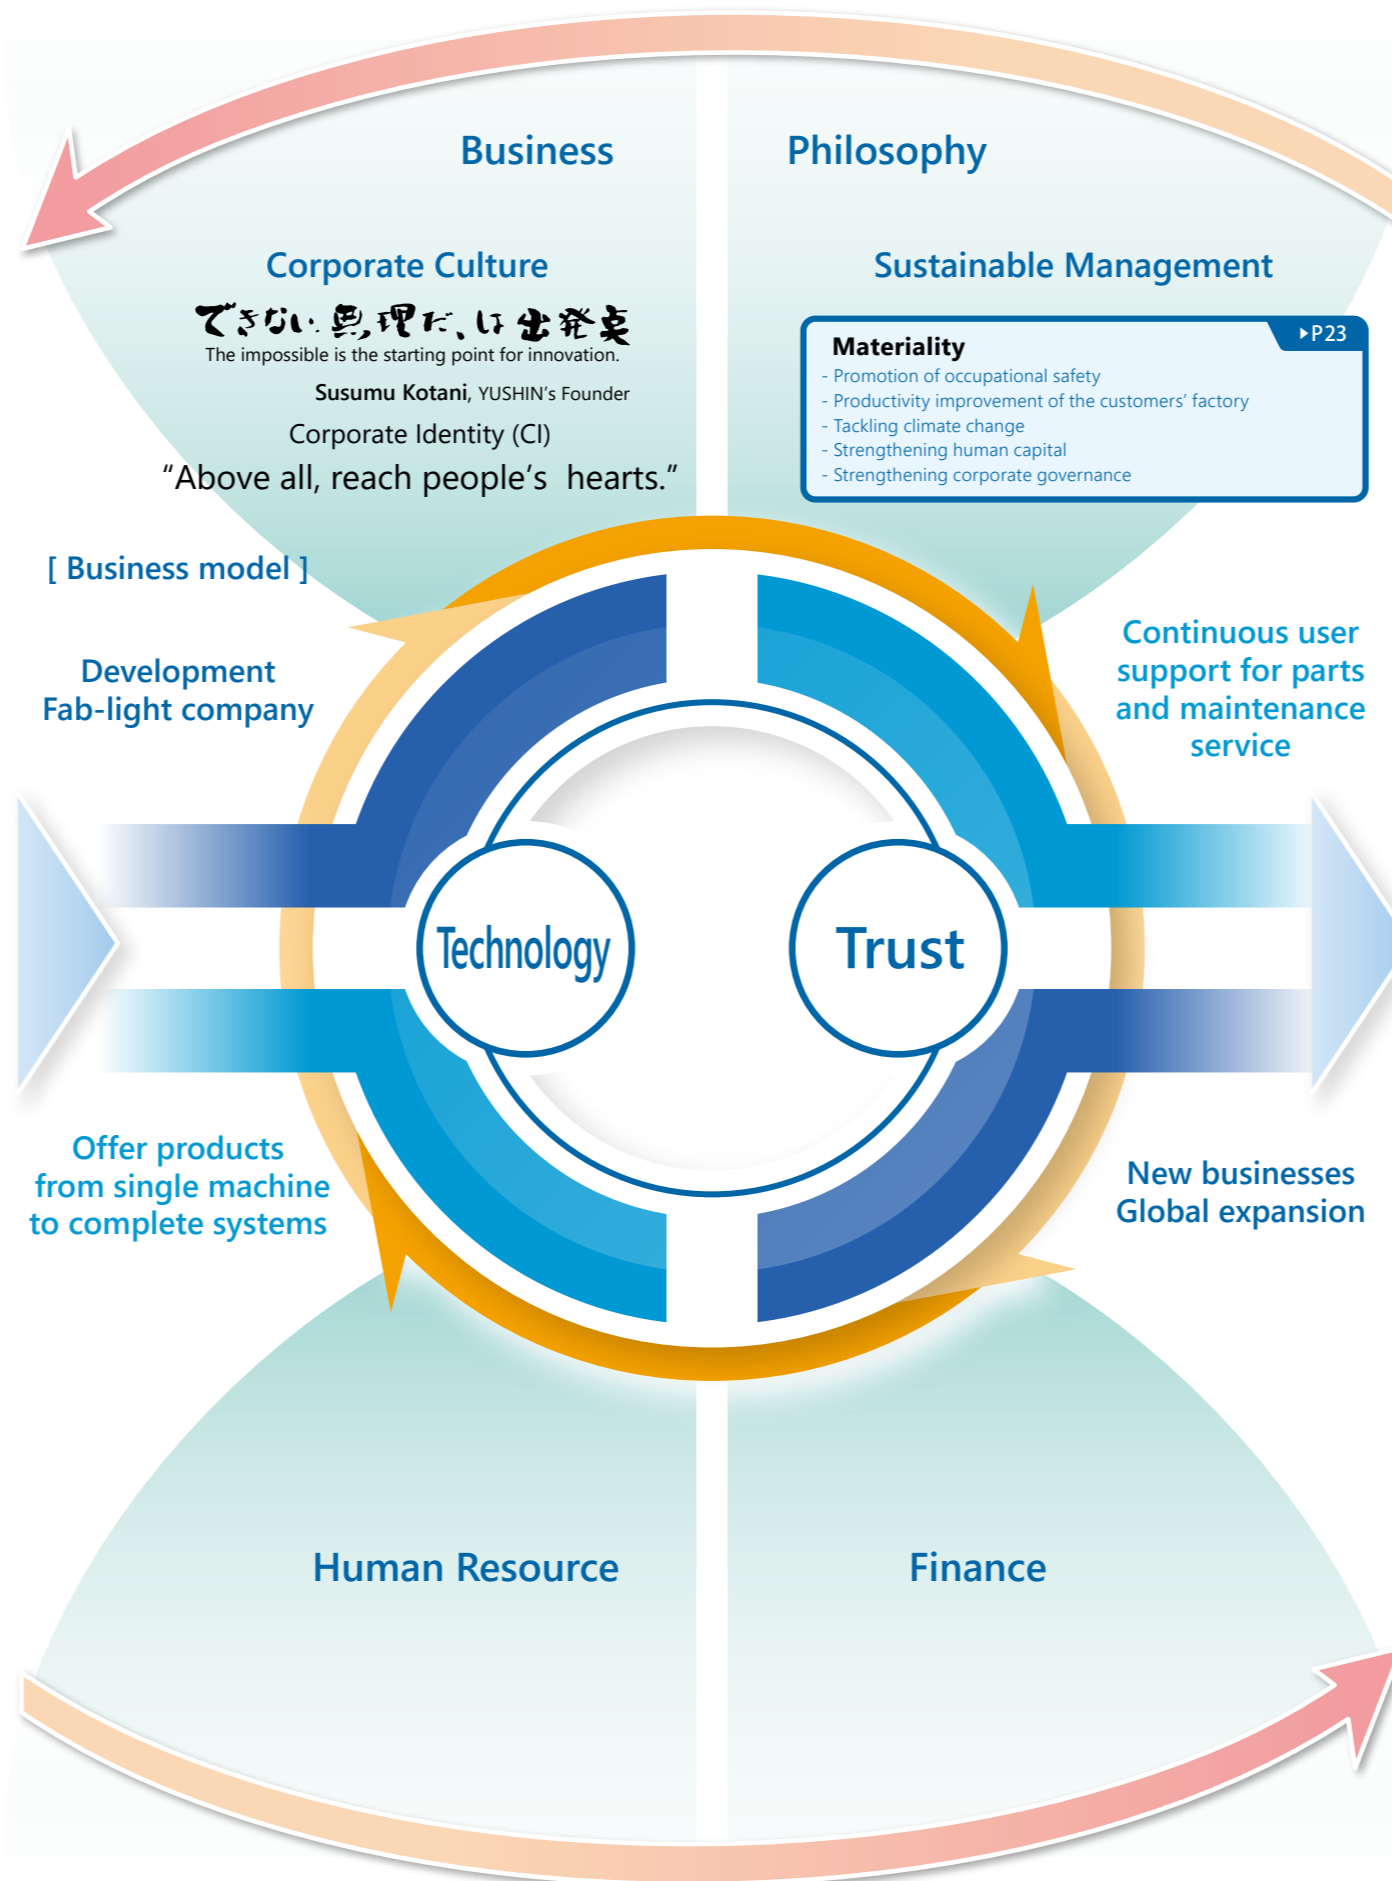 Business Philosophy
Corporate Culture
できない.無理だ、は出発点
The impossible is the starting point for innovation.
Susumu Kotani, YUSHIN's Founder
Corporate Identity (CI)
“Above all, reach people’s hearts.”
Sustainable Management
▶P23
Materiality
- Promotion of occupational safety
- Productivity improvement of the customers’ factory
- Tackling climate change
- Strengthening human capital
- Strengthening corporate governance
[ Business model ]
Development
Fab-light company
Continuous user
support for parts
and maintenance
service
Technology
Trust
Offer products
from single machine
to complete systems
New businesses
Global expansion
Human Resource
Finance